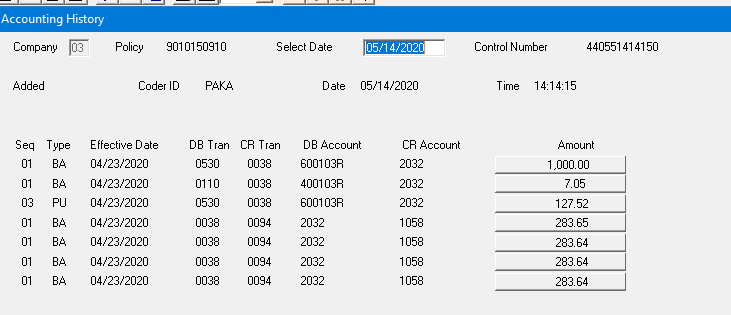 Accounting History
Company 03 Policy 9010150910 Select Date 05/14/2020 Control Number 440551414150
Added Coder ID PAKA Date 05/14/2020 Time 14:14:15
Seq Type Effective Date DB Tran CR Tran DB Account CR Account Amount
01 BA 04/23/2020 0530 0038 600103R 2032 1,000.00
01 BA 04/23/2020 0110 0038 400103R 2032 7.05
03 PU 04/23/2020 0530 0038 600103R 2032 127.52
01 BA 04/23/2020 0038 0094 2032 1058 283.65
01 BA 04/23/2020 0038 0094 2032 1058 283.64
01 BA 04/23/2020 0038 0094 2032 1058 283.64
01 BA 04/23/2020 0038 0094 2032 1058 283.64